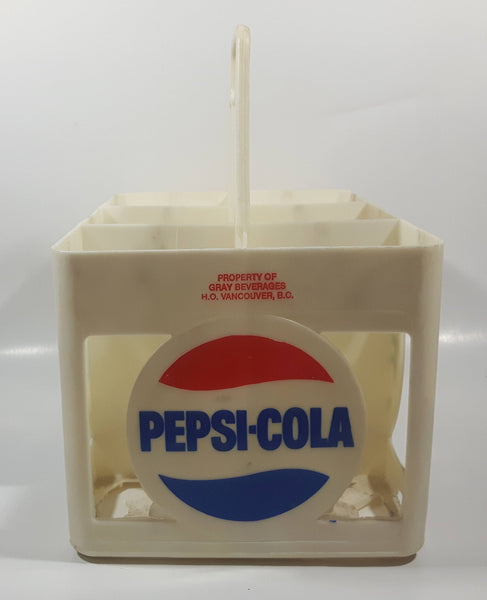 PROPERTY OF
GRAY BEVERAGES
H.O. VANCOUVER, B.C.
PEPSI-COLA